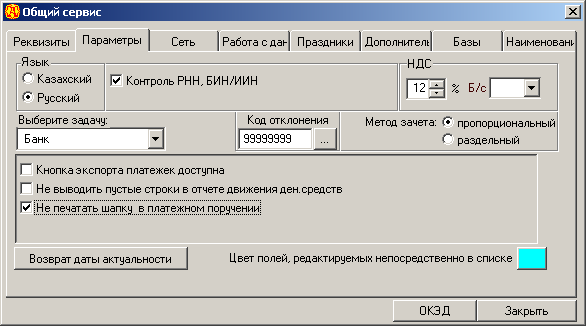 Общий сервис
Реквизиты Параметры Сеть Работа с дан Праздники Дополнитель Базы Наименовани
Язык
Казахский
Русский
Контроль РНН, БИН/ИИН
НДС
12 % Б/с
Выберите задачу:
Банк
Код отклонения
99999999 ...
Метод зачета: пропорциональный
раздельный
Кнопка экспорта платежек доступна
Не выводить пустые строки в отчете движения ден.средств
Не печатать шапку в платежном поручении
Возврат даты актуальности Цвет полей, редактируемых непосредственно в списке
ОКЭД Закрыть